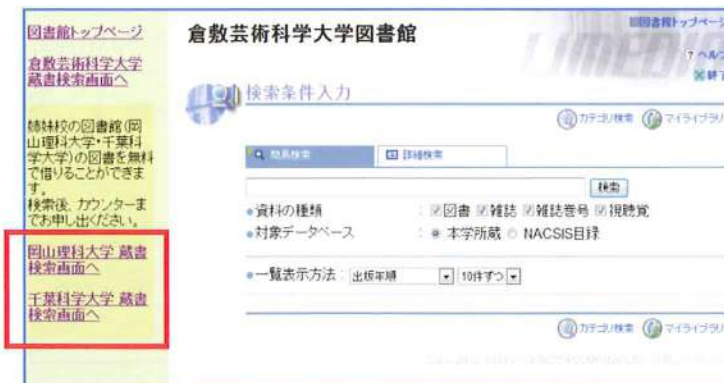 図書館トップページ
倉敷芸術科学大学
蔵書検索画面へ
姉妹校の図書館(岡
山理科大学・千葉科
学大学)の図書を無料
で借りることができま
す。
検索後、カウンターま
でお申し出ください。
岡山理科大学 蔵書
検索画面へ
千葉科学大学 蔵書
検索画面へ
倉敷芸術科学大学図書館
図書館トップページ
? ヘルプ
終了
検索条件入力
カテゴリ検索 マイライブラリ
簡易検索 詳細検索
検索
資料の種類 : 図書 雑誌 雑誌巻号 視聴覚
対象データベース : 本学所蔵 NACSIS目録
一覧表示方法 : 出版年順 10件ずつ
カテゴリ検索 マイライブラリ